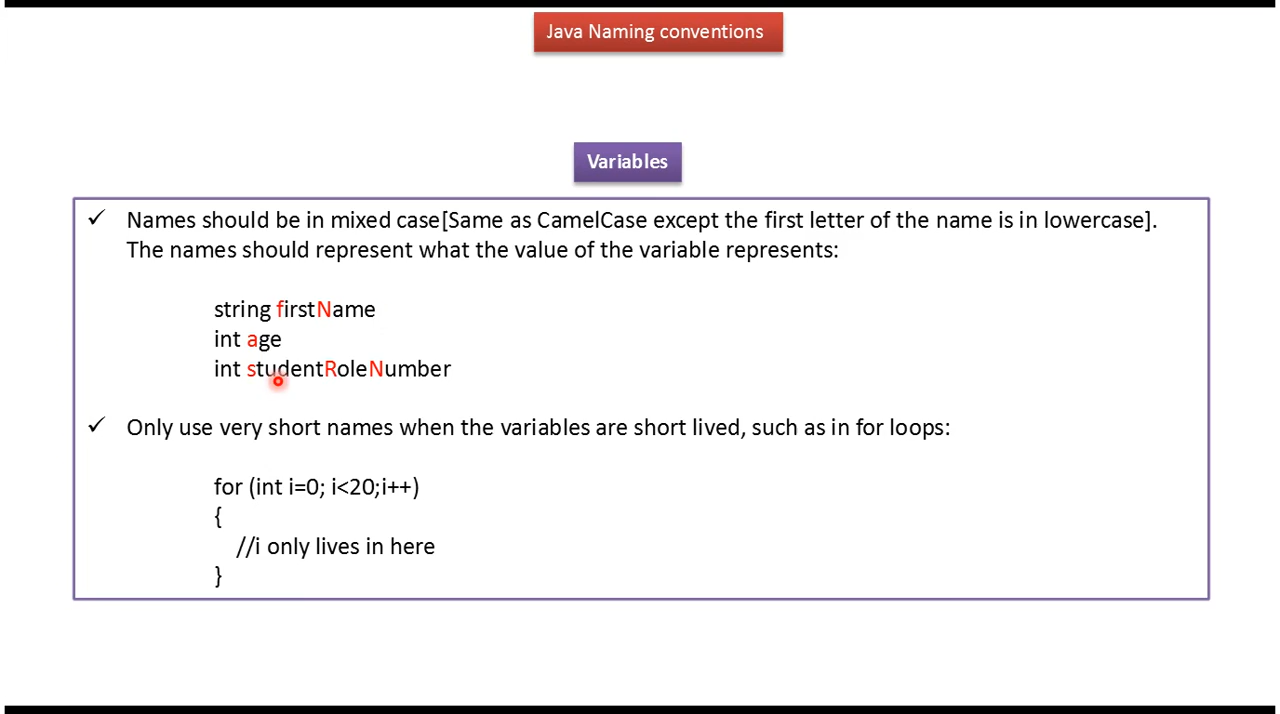 Java Naming conventions
Variables
✓ Names should be in mixed case[Same as CamelCase except the first letter of the name is in lowercase].
The names should represent what the value of the variable represents:
string firstName
int age
int studentRoleNumber
✓ Only use very short names when the variables are short lived, such as in for loops:
for (int i=0; i<20;i++)
{
//i only lives in here
}